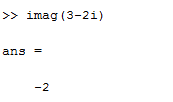 >> imag(3-2i)
ans =
-2